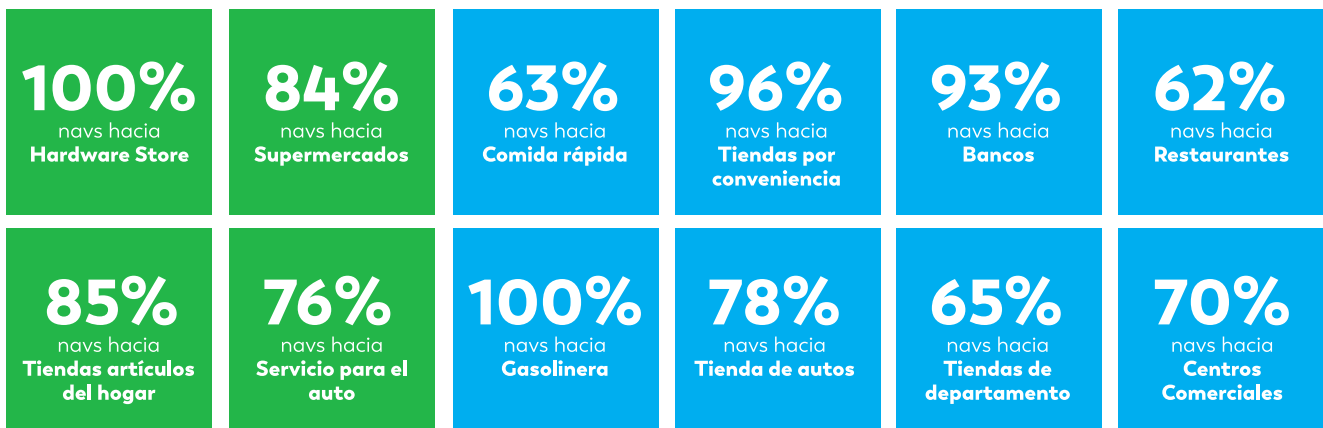 100%
navs hacia
Hardware Store
84%
navs hacia
Supermercados
63%
navs hacia
Comida rápida
96%
navs hacia
Tiendas por
conveniencia
93%
navs hacia
Bancos
62%
navs hacia
Restaurantes
85%
navs hacia
Tiendas artículos
del hogar
76%
navs hacia
Servicio para el
auto
100%
navs hacia
Gasolinera
78%
navs hacia
Tienda de autos
65%
navs hacia
Tiendas de
departamento
70%
navs hacia
Centros
Comerciales